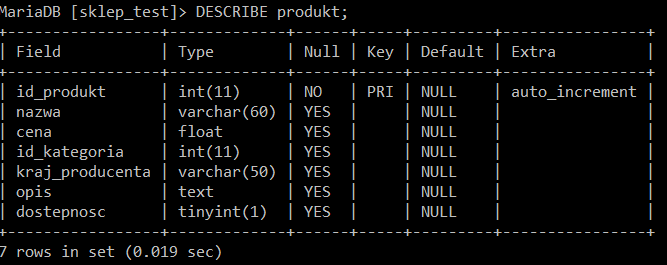 MariaDB [sklep_test]> DESCRIBE produkt;
+----------------+-------------+------+-----+---------+----------------+
| Field          | Type        | Null | Key | Default | Extra          |
+----------------+-------------+------+-----+---------+----------------+
| id_produkt     | int(11)     | NO   | PRI | NULL    | auto_increment |
| nazwa          | varchar(60) | YES  |     | NULL    |                |
| cena           | float       | YES  |     | NULL    |                |
| id_kategoria   | int(11)     | YES  |     | NULL    |                |
| kraj_producenta | varchar(50) | YES  |     | NULL    |                |
| opis           | text        | YES  |     | NULL    |                |
| dostepnosc     | tinyint(1)  | YES  |     | NULL    |                |
+----------------+-------------+------+-----+---------+----------------+
7 rows in set (0.019 sec)